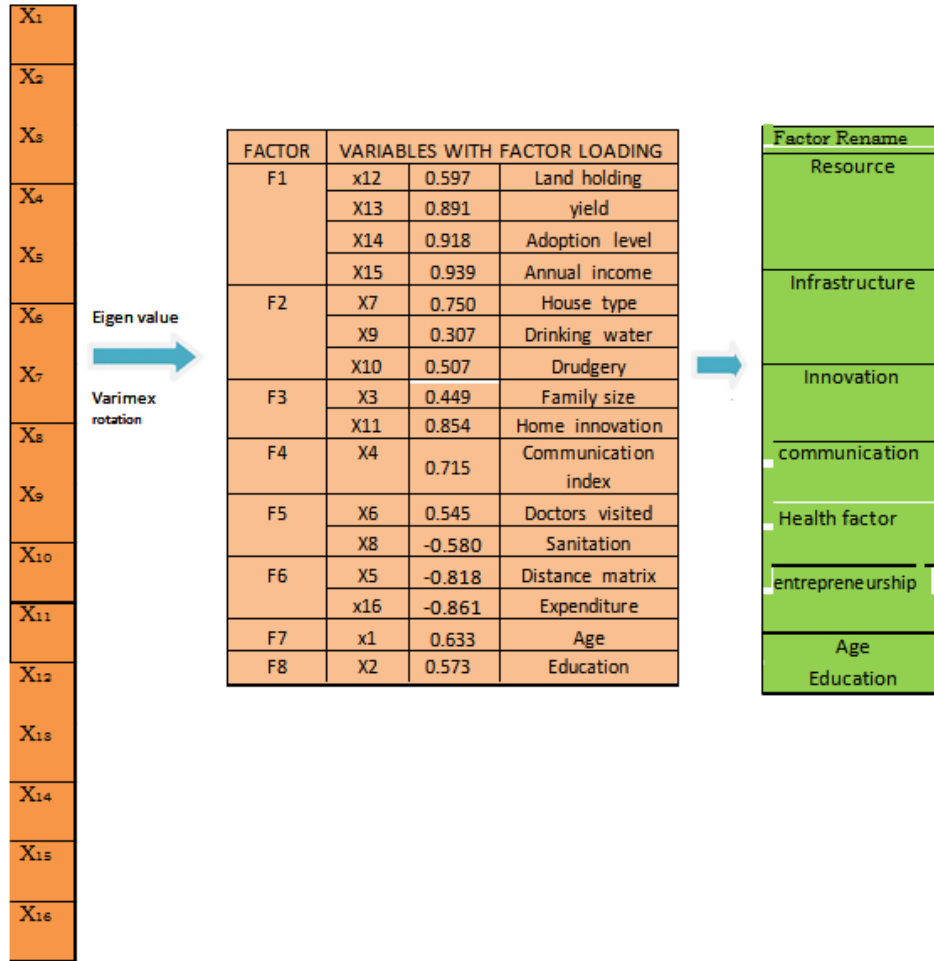 X₁
X₂
X₃
X₄
X₅
X₆
X₇
X₈
X₉
X₁₀
X₁₁
X₁₂
X₁₃
X₁₄
X₁₅
X₁₆
Eigen value
Varimex
rotation
FACTOR VARIABLES WITH FACTOR LOADING
F1 x12 0.597 Land holding
X13 0.891 yield
X14 0.918 Adoption level
X15 0.939 Annual income
F2 X7 0.750 House type
X9 0.307 Drinking water
X10 0.507 Drudgery
F3 X3 0.449 Family size
X11 0.854 Home innovation
F4 X4 0.715 Communication
index
F5 X6 0.545 Doctors visited
X8 -0.580 Sanitation
F6 X5 -0.818 Distance matrix
x16 -0.861 Expenditure
F7 x1 0.633 Age
F8 X2 0.573 Education
Factor Rename
Resource
Infrastructure
Innovation
communication
Health factor
entrepreneurship
Age
Education